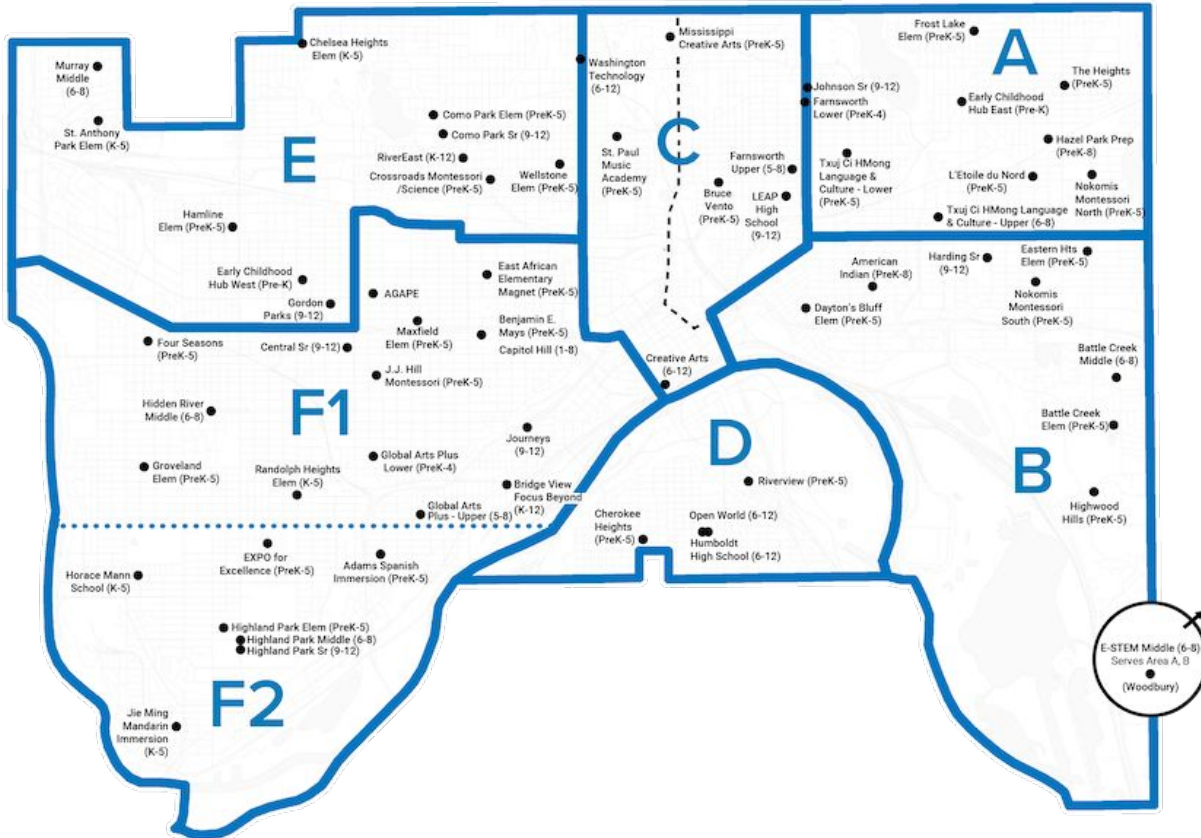 Chelsea Heights
Elem (K-5)
Murray
Middle
(6-8)
St. Anthony
Park Elem (K-5)
Como Park Elem (PreK-5)
Como Park Sr (9-12)
RiverEast (K-12)
Crossroads Montessori
/Science (PreK-5)
Wellstone
Elem (PreK-5)
E
Hamline
Elem (PreK-5)
Early Childhood
Hub West (Pre-K)
Gordon
Parks (9-12)
Washington
Technology
(6-12)
Mississippi
Creative Arts (PreK-5)
C
St. Paul
Music
Academy
(PreK-5)
Farnsworth
Upper (5-8)
Bruce
Vento
(PreK-5)
LEAP
High
School
(9-12)
Creative Arts
(6-12)
Frost Lake
Elem (PreK-5)
A
The Heights
(PreK-5)
Johnson Sr (9-12)
Farnsworth
Lower (PreK-4)
Early Childhood
Hub East (Pre-K)
Hazel Park Prep
(PreK-8)
Txuj Ci HMong
Language &
Culture - Lower
(PreK-5)
L'Etoile du Nord
(PreK-5)
Nokomis
Montessori
North (PreK-5)
Txuj Ci HMong Language
& Culture - Upper (6-8)
American
Indian (PreK-8)
Harding Sr
(9-12)
Eastern Hts
Elem (PreK-5)
Dayton's Bluff
Elem (PreK-5)
Nokomis
Montessori
South (PreK-5)
Battle Creek
Middle (6-8)
Battle Creek
Elem (PreK-5)
B
Highwood
Hills (PreK-5)
E-STEM Middle (6-8)
Serves Area A, B
(Woodbury)
East African
Elementary
Magnet (PreK-5)
AGAPE
Maxfield
Elem (PreK-5)
Benjamin E.
Mays (PreK-5)
Capitol Hill (1-8)
Four Seasons
(PreK-5)
Central Sr (9-12)
J.J. Hill
Montessori (PreK-5)
Hidden River
Middle (6-8)
F1
Journeys
(9-12)
Groveland
Elem (PreK-5)
Randolph Heights
Elem (K-5)
Global Arts Plus
Lower (PreK-4)
Bridge View
Focus Beyond
(K-12)
Global Arts
Plus - Upper (5-8)
D
Riverview (PreK-5)
Cherokee
Heights
(PreK-5)
Open World (6-12)
Humboldt
High School (6-12)
EXPO for
Excellence (PreK-5)
Adams Spanish
Immersion (PreK-5)
Horace Mann
School (K-5)
Highland Park Elem (PreK-5)
Highland Park Middle (6-8)
Highland Park Sr (9-12)
F2
Jie Ming
Mandarin
Immersion
(K-5)